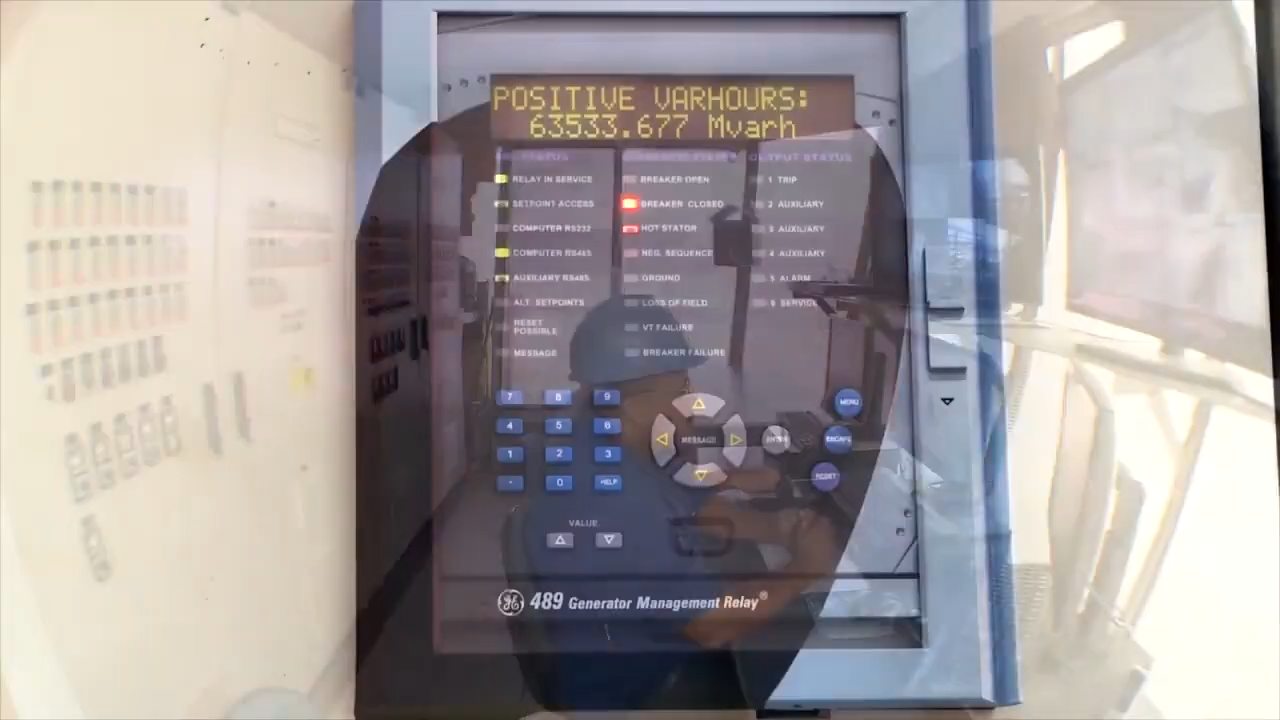 POSITIVE VARHOURS:
63533.677 Mvarh
STATUS
OUTPUT STATUS
RELAY IN SERVICE
BREAKER OPEN
1 TRIP
SETPOINT ACCESS
BREAKER CLOSED
2 AUXILIARY
COMPUTER RS232
HOT STATOR
3 AUXILIARY
COMPUTER RS485
NEG. SEQUENCE
4 AUXILIARY
AUXILIARY RS485
GROUND
5 ALARM
ALT. SETPOINTS
LOSS OF FIELD
6 SERVICE
RESET
POSSIBLE
VT FAILURE
MESSAGE
BREAKER FAILURE
7 8 9
MENU
4 5 6
MESSAGE
ENTER
ESCAPE
1 2 3
RESET
. 0 HELP
VALUE
GE 489 Generator Management Relay®